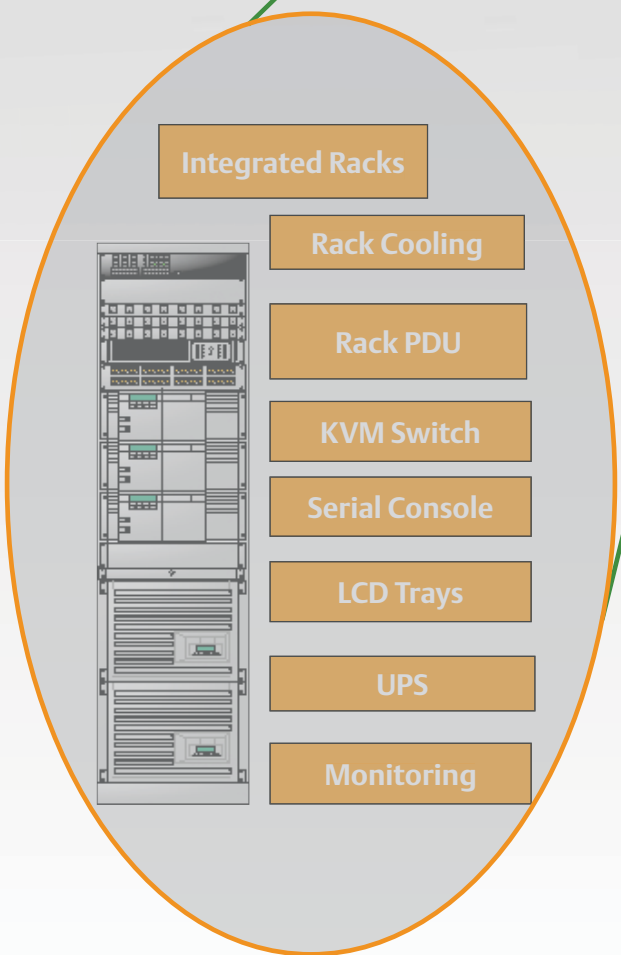 Integrated Racks
Rack Cooling
Rack PDU
KVM Switch
Serial Console
LCD Trays
UPS
Monitoring